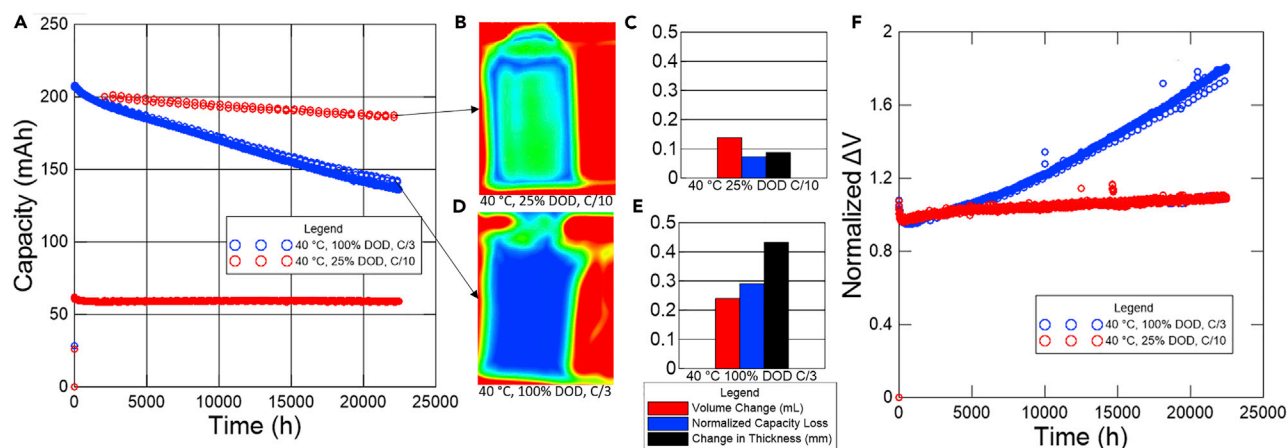 A
Capacity (mAh)
250
200
150
100
50
0
Legend
40 °C, 100% DOD, C/3
40 °C, 25% DOD, C/10
0 5000 10000 15000 20000
Time (h)
B
40 °C, 25% DOD, C/10
C
0.5
0.4
0.3
0.2
0.1
0
40 °C 25% DOD C/10
D
40 °C, 100% DOD, C/3
E
0.5
0.4
0.3
0.2
0.1
0
40 °C 100% DOD C/3
Legend
Volume Change (mL)
Normalized Capacity Loss
Change in Thickness (mm)
F
Normalized ΔV
2
1.6
1.2
0.8
0.4
0
Legend
40 °C, 100% DOD, C/3
40 °C, 25% DOD, C/10
0 5000 10000 15000 20000
Time (h)